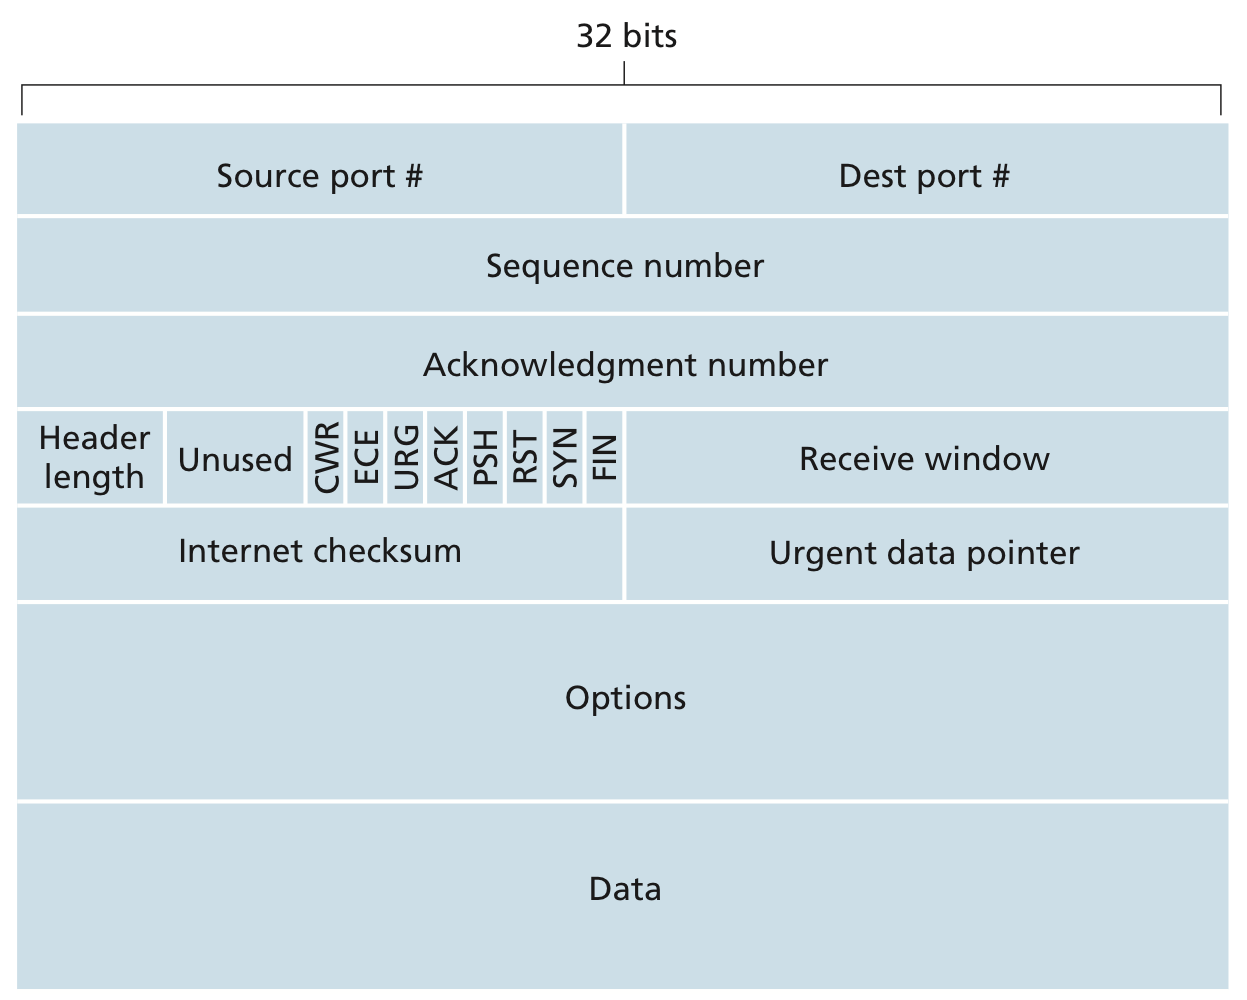 32 bits
Source port #
Dest port #
Sequence number
Acknowledgment number
Header
length
Unused
CWR
ECE
URG
ACK
PSH
RST
SYN
FIN
Receive window
Internet checksum
Urgent data pointer
Options
Data